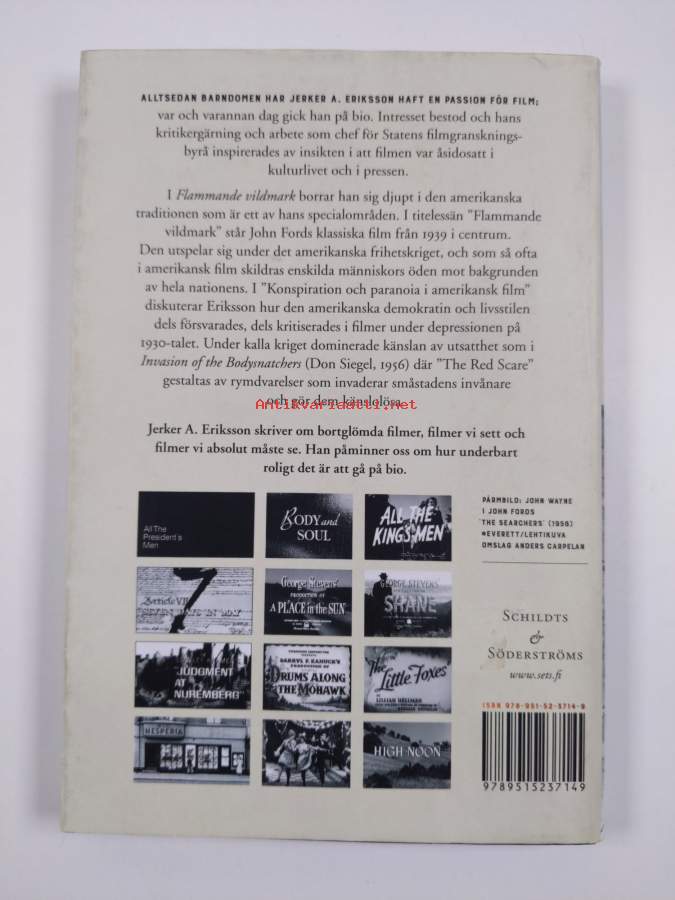 ALLTSEDAN BARNDOMEN HAR JERKER A. ERIKSSON HAFT EN PASSION FÖR FILM;
var och varannan dag gick han på bio. Intresset bestod och hans
kritikergärning och arbete som chef för Statens filmgransknings-
byrå inspirerades av insikten i att filmen var åsidosatt i
kulturlivet och i pressen.
I Flammande vildmark borrar han sig djupt i den amerikanska
traditionen som är ett av hans specialområden. I titelessän "Flammande
vildmark" står John Fords klassiska film från 1939 i centrum.
Den utspelar sig under det amerikanska frihetskriget, och som så ofta
i amerikansk film skildras enskilda människors öden mot bakgrunden
av hela nationens. I "Konspiration och paranoia i amerikansk film"
diskuterar Eriksson hur den amerikanska demokratin och livsstilen
dels försvarades, dels kritiserades i filmer under depressionen på
1930-talet. Under kalla kriget dominerade känslan av utsatthet som i
Invasion of the Bodysnatchers (Don Siegel, 1956) där "The Red Scare"
gestaltas av rymdvarelser som invaderar småstadens invånare
och gör dem känslolösa.
Antikvariaatti.net
Jerker A. Eriksson skriver om bortglömda filmer, filmer vi sett och
filmer vi absolut måste se. Han påminner oss om hur underbart
roligt det är att gå på bio.
All The
President's
Men
BODY and
SOUL
ALL THE
KING'S MEN
George Stevens'
PRODUCTION OF
A PLACE in the SUN
GEORGE STEVENS'
SHANE
"JUDGMENT
AT
NUREMBERG"
DARRYL F. ZANUCK'S
PRODUCTION OF
DRUMS ALONG
THE MOHAWK
The
Little Foxes
by
LILLIAN HELLMAN
HESPERIA
HIGH NOON
PÄRMBILD: JOHN WAYNE
I JOHN FORDS
'THE SEARCHERS' (1956)
©EVERETT/LEHTIKUVA
OMSLAG ANDERS CARPELAN
SCHILDTS
&
SÖDERSTRÖMS
www.sets.fi
ISBN 978-951-52-3714-9
9789515237149